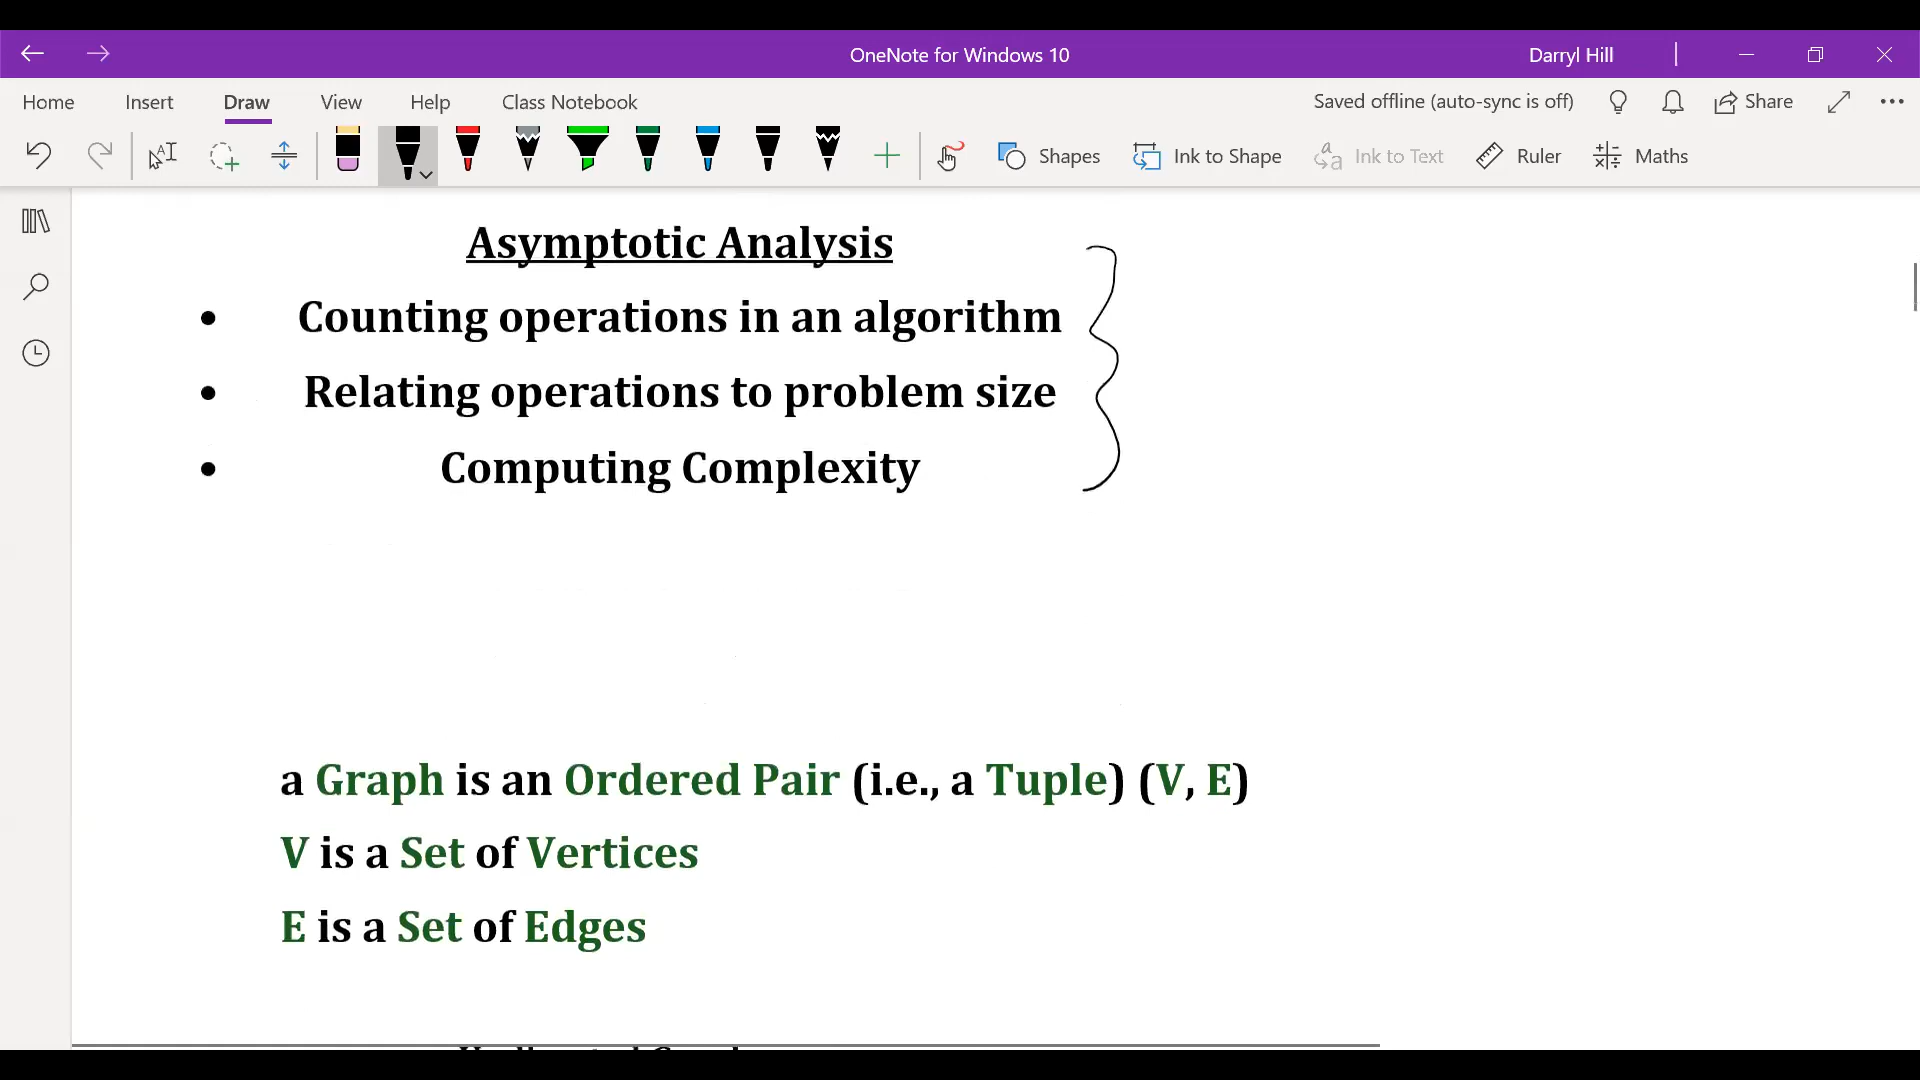 OneNote for Windows 10
Darryl Hill
Home Insert Draw View Help Class Notebook
Saved offline (auto-sync is off) Share
Shapes Ink to Shape Ink to Text Ruler Maths
Asymptotic Analysis
• Counting operations in an algorithm
• Relating operations to problem size
• Computing Complexity
a Graph is an Ordered Pair (i.e., a Tuple) (V, E)
V is a Set of Vertices
E is a Set of Edges